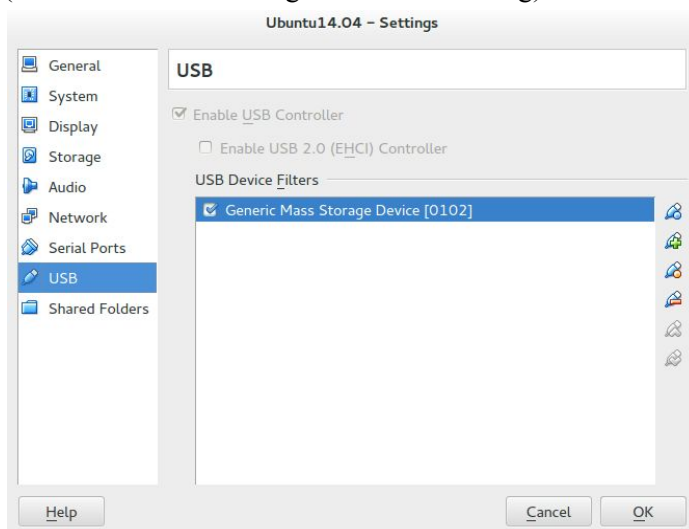 Ubuntu14.04 – Settings
General
System
Display
Storage
Audio
Network
Serial Ports
USB
Shared Folders
USB
Enable USB Controller
Enable USB 2.0 (EHCI) Controller
USB Device Filters
Generic Mass Storage Device [0102]
Help
Cancel
OK